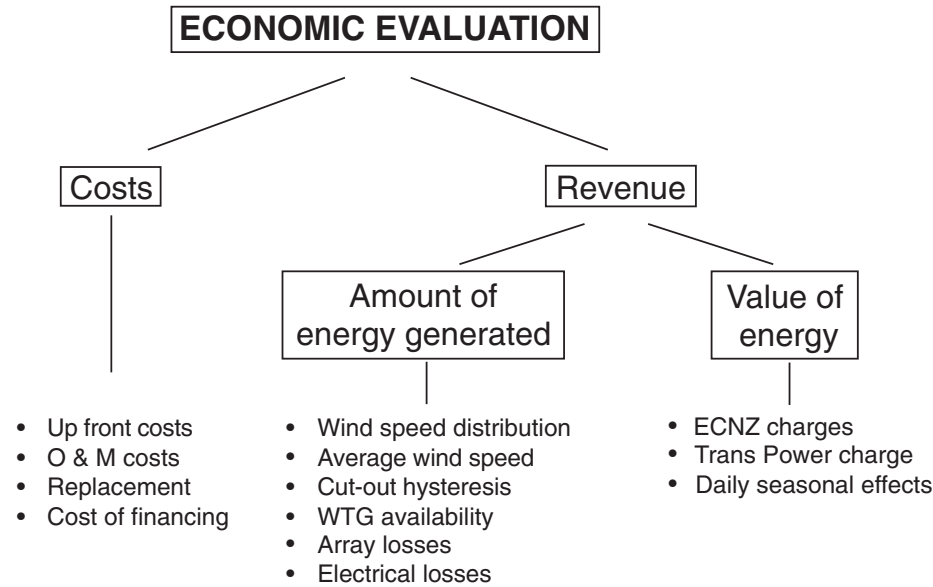 ECONOMIC EVALUATION
Costs
Revenue
Amount of
energy generated
Value of
energy
• Up front costs
• O & M costs
• Replacement
• Cost of financing
• Wind speed distribution
• Average wind speed
• Cut-out hysteresis
• WTG availability
• Array losses
• Electrical losses
• ECNZ charges
• Trans Power charge
• Daily seasonal effects